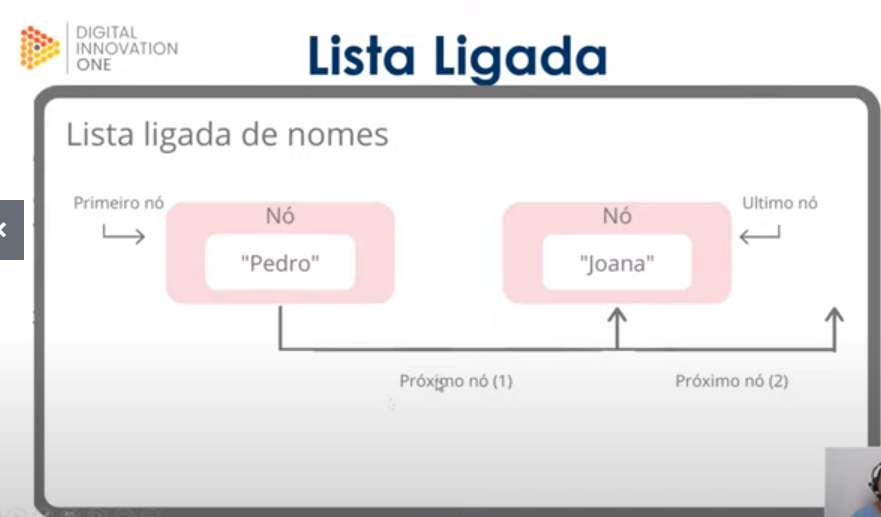 DIGITAL
INNOVATION
ONE
Lista Ligada
Lista ligada de nomes
Primeiro nó
Nó
"Pedro"
Nó
"Joana"
Ultimo nó
Próximo nó (1)
Próximo nó (2)